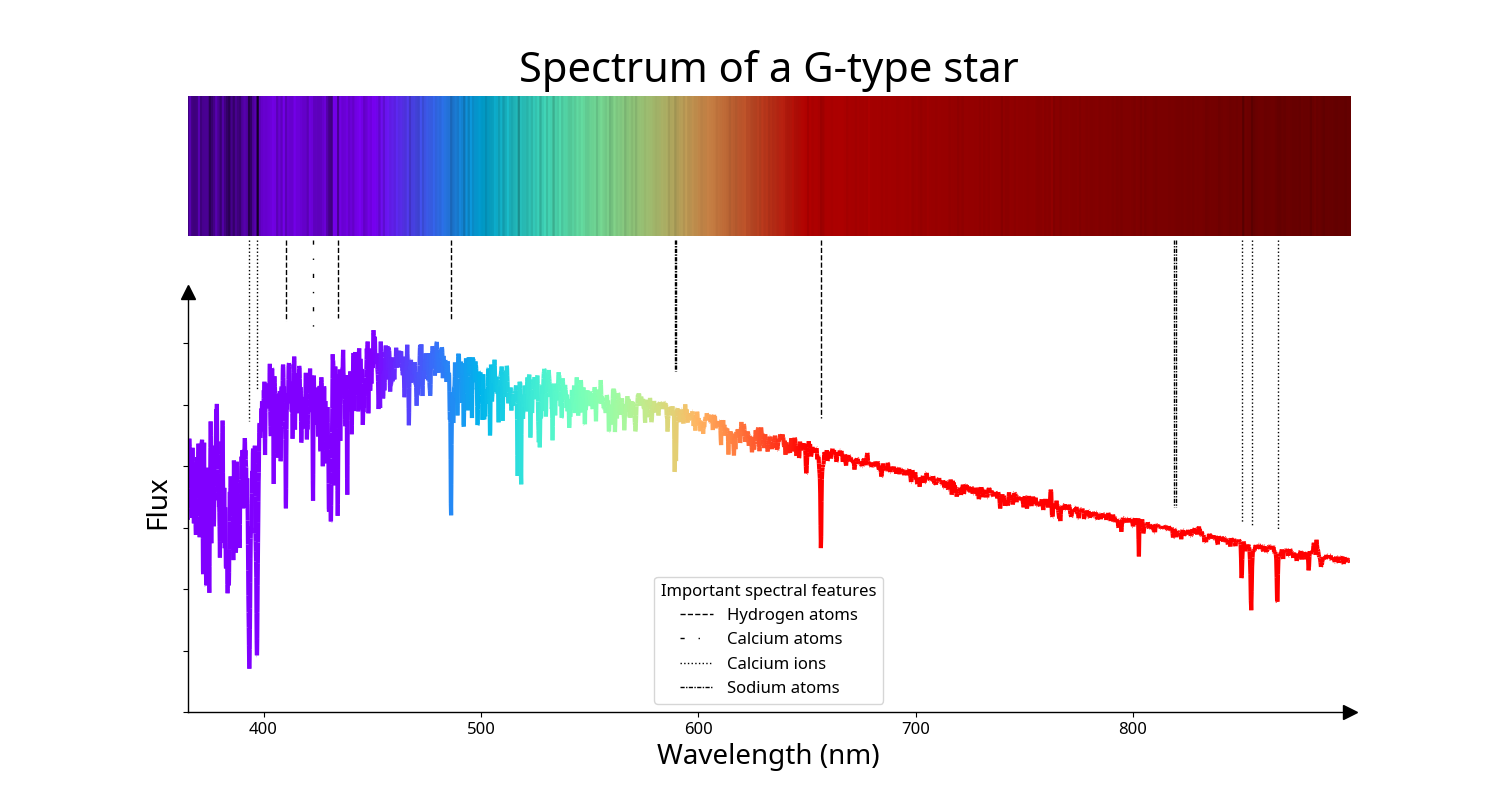 Spectrum of a G-type star
Flux
Important spectral features
Hydrogen atoms
Calcium atoms
Calcium ions
Sodium atoms
400 500 600 700 800
Wavelength (nm)